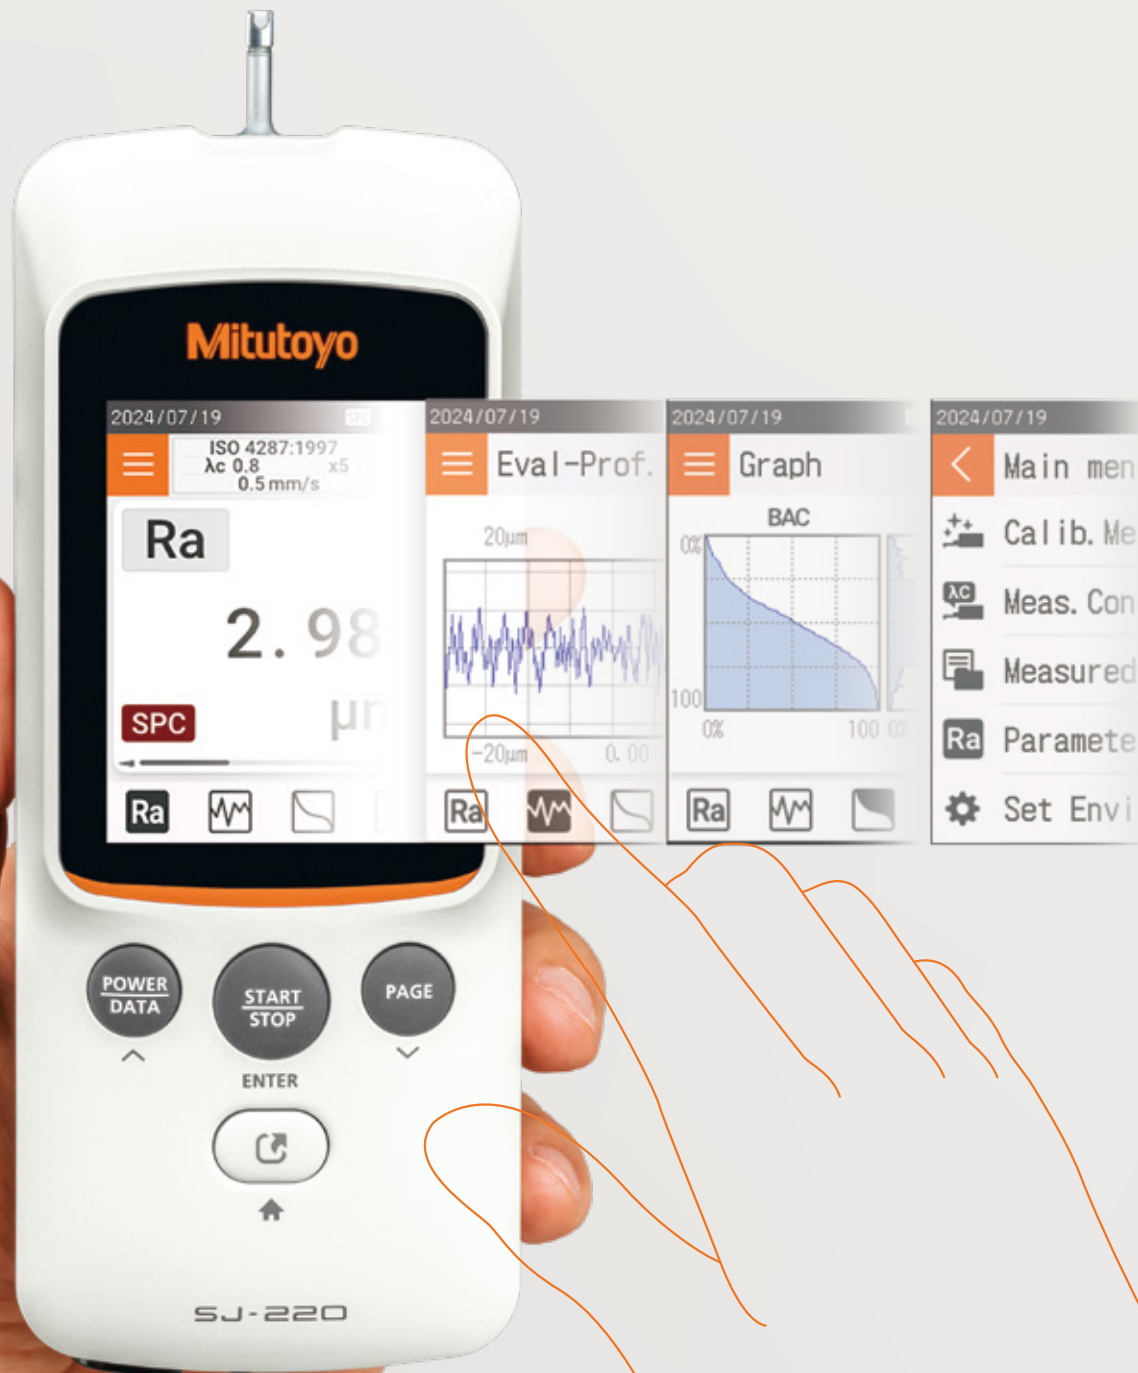 Mitutoyo
2024/07/19 SPC
ISO 4287:1997
λc 0.8 x5
0.5 mm/s
Ra
2.98
SPC
Ra
2024/07/19
Eval-Prof.
20µm
-20µm 0.00
Ra
2024/07/19
Graph
BAC
0%
100
0% 100 0%
Ra
2024/07/19
Main men
Calib. Me
λC Meas. Con
Measured
Ra Paramete
Set Envi
POWER
DATA
START
STOP
PAGE
ENTER
SJ-220